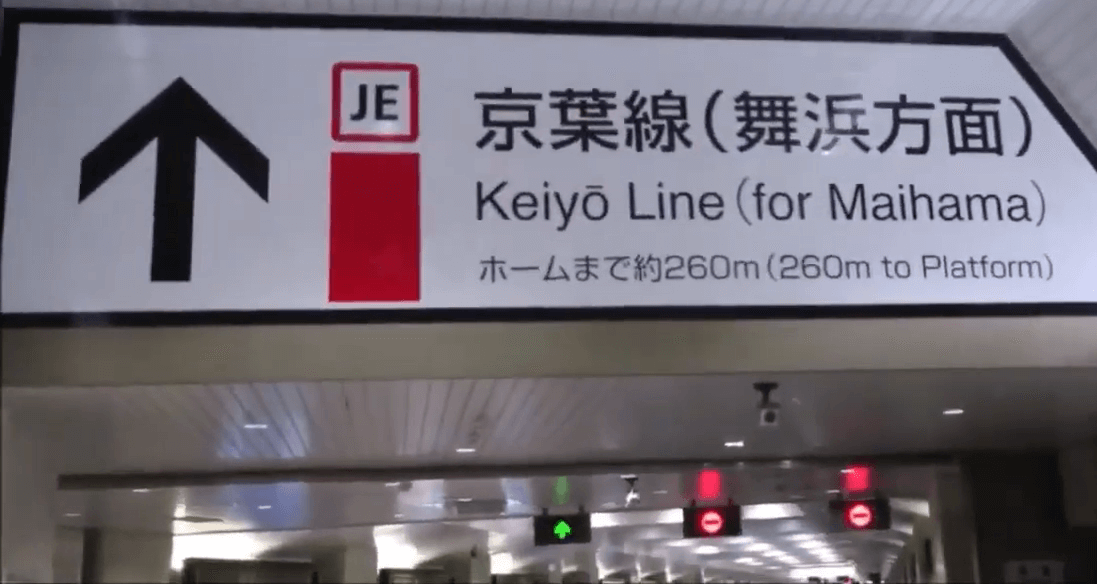 JE
京葉線(舞浜方面)
Keiyō Line (for Maihama)
ホームまで約260m (260m to Platform)